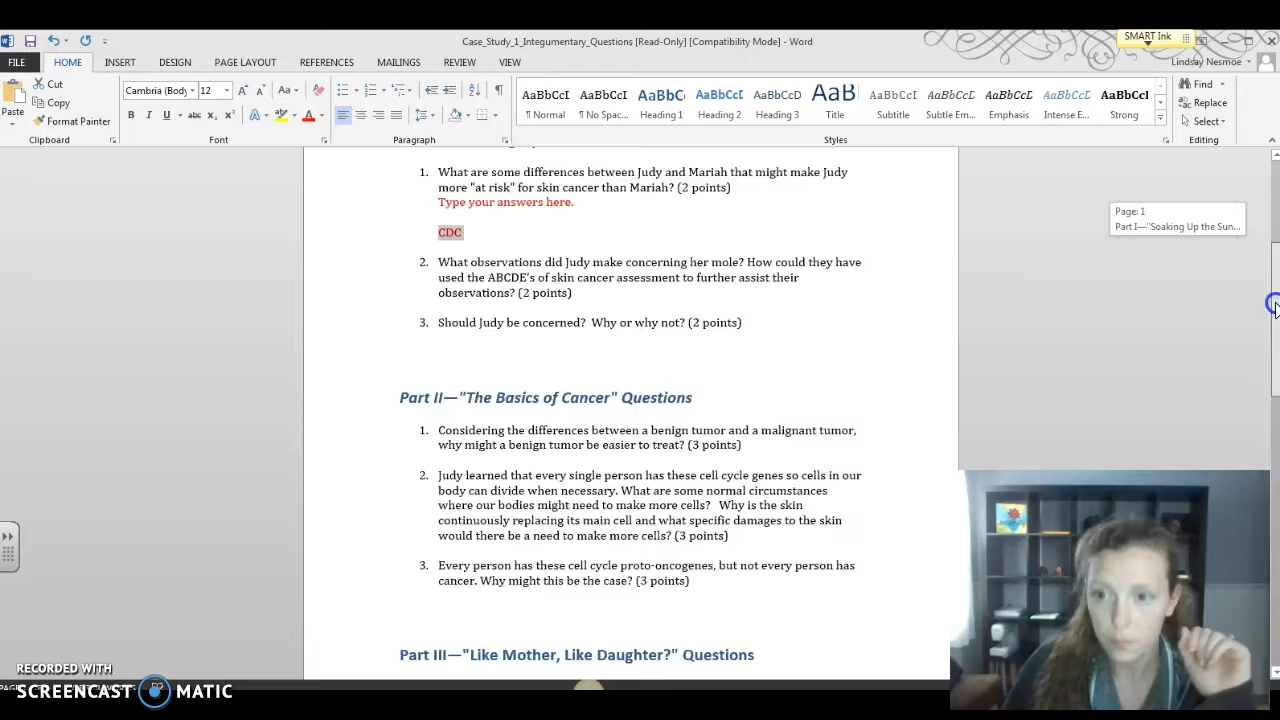 Case_Study_1_Integumentary_Questions [Read-Only] [Compatibility Mode] - Word
SMART Ink
FILE HOME INSERT DESIGN PAGE LAYOUT REFERENCES MAILINGS REVIEW VIEW
Lindsay Nesmoe
Paste
Cut
Copy
Format Painter
Clipboard
Cambria (Body 12
Font
Paragraph
AaBbCcI AaBbCcI AaBbC AaBbCcE AaBbCcD AaB AaBbCcI AaBbCcD AaBbCcD AaBbCcD AaBbCcI
¶ Normal ¶ No Spac... Heading 1 Heading 2 Heading 3 Title Subtitle Subtle Em... Emphasis Intense E... Strong
Styles
Find
Replace
Select
Editing
1. What are some differences between Judy and Mariah that might make Judy
more "at risk" for skin cancer than Mariah? (2 points)
Type your answers here.
CDC
2. What observations did Judy make concerning her mole? How could they have
used the ABCDE's of skin cancer assessment to further assist their
observations? (2 points)
3. Should Judy be concerned? Why or why not? (2 points)
Page: 1
Part I—"Soaking Up the Sun...
Part II—"The Basics of Cancer" Questions
1. Considering the differences between a benign tumor and a malignant tumor,
why might a benign tumor be easier to treat? (3 points)
2. Judy learned that every single person has these cell cycle genes so cells in our
body can divide when necessary. What are some normal circumstances
where our bodies might need to make more cells? Why is the skin
continuously replacing its main cell and what specific damages to the skin
would there be a need to make more cells? (3 points)
3. Every person has these cell cycle proto-oncogenes, but not every person has
cancer. Why might this be the case? (3 points)
Part III—"Like Mother, Like Daughter?" Questions
RECORDED WITH
SCREENCAST MATIC